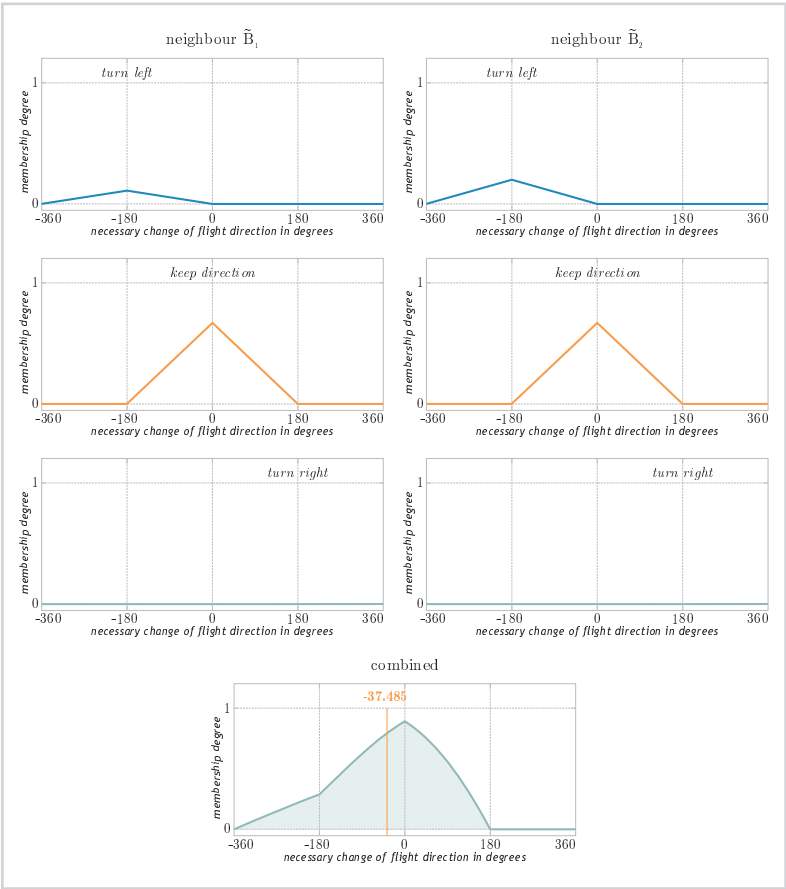 neighbour B̃₁
turn left
1
membership degree
0
-360 -180 0 180 360
necessary change of flight direction in degrees
keep direction
1
membership degree
0
-360 -180 0 180 360
necessary change of flight direction in degrees
turn right
1
membership degree
0
-360 -180 0 180 360
necessary change of flight direction in degrees
neighbour B̃₂
turn left
1
membership degree
0
-360 -180 0 180 360
necessary change of flight direction in degrees
keep direction
1
membership degree
0
-360 -180 0 180 360
necessary change of flight direction in degrees
turn right
1
membership degree
0
-360 -180 0 180 360
necessary change of flight direction in degrees
combined
-37.485
1
membership degree
0
-360 -180 0 180 360
necessary change of flight direction in degrees